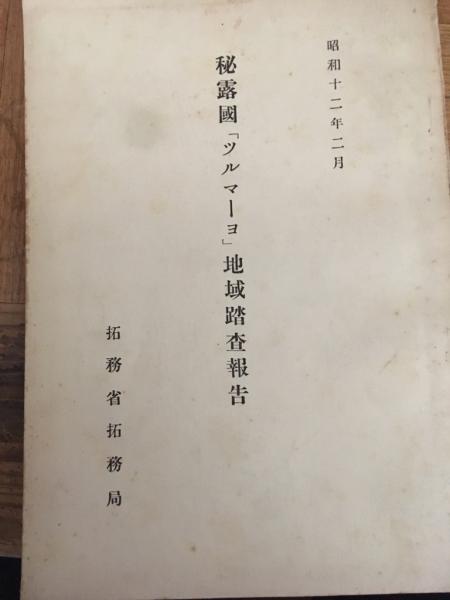 昭和十二年二月
秘露國「ツルマーヨ」地域踏査報告
拓務省拓務局